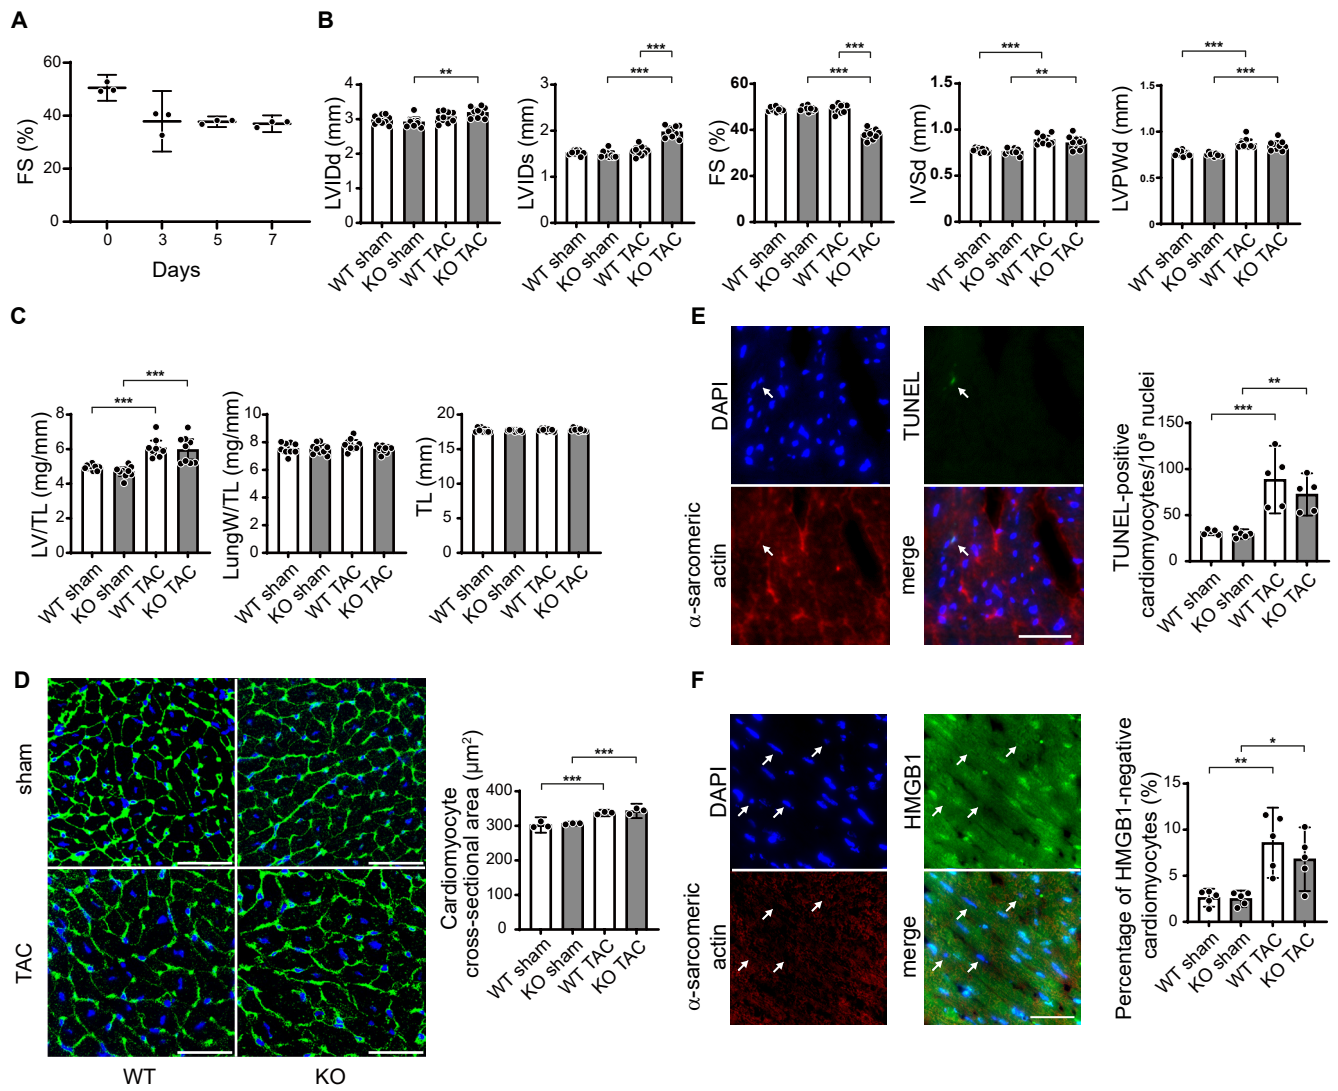 A
FS (%)
60
40
20
0
0 3 5 7
Days
B
LVIDd (mm)
4
3
2
1
0
**
WT sham
KO sham
WT TAC
KO TAC
LVIDs (mm)
3
2
1
0
***
***
WT sham
KO sham
WT TAC
KO TAC
FS (%)
60
40
20
0
***
***
WT sham
KO sham
WT TAC
KO TAC
IVSd (mm)
1.5
1.0
0.5
0.0
***
**
WT sham
KO sham
WT TAC
KO TAC
LVPWd (mm)
1.5
1.0
0.5
0
***
***
WT sham
KO sham
WT TAC
KO TAC
C
LV/TL (mg/mm)
8
6
4
2
0
***
***
WT sham
KO sham
WT TAC
KO TAC
LungW/TL (mg/mm)
10
8
6
4
2
0
WT sham
KO sham
WT TAC
KO TAC
TL (mm)
20
15
10
5
0
WT sham
KO sham
WT TAC
KO TAC
D
sham
TAC
WT
KO
Cardiomyocyte
cross-sectional area (μm²)
400
300
200
100
0
***
***
WT sham
KO sham
WT TAC
KO TAC
E
DAPI
TUNEL
α-sarcomeric
actin
merge
TUNEL-positive
cardiomyocytes/10⁵ nuclei
150
100
50
0
***
**
WT sham
KO sham
WT TAC
KO TAC
F
DAPI
HMGB1
α-sarcomeric
actin
merge
Percentage of HMGB1-negative
cardiomyocytes (%)
15
10
5
0
**
*
WT sham
KO sham
WT TAC
KO TAC